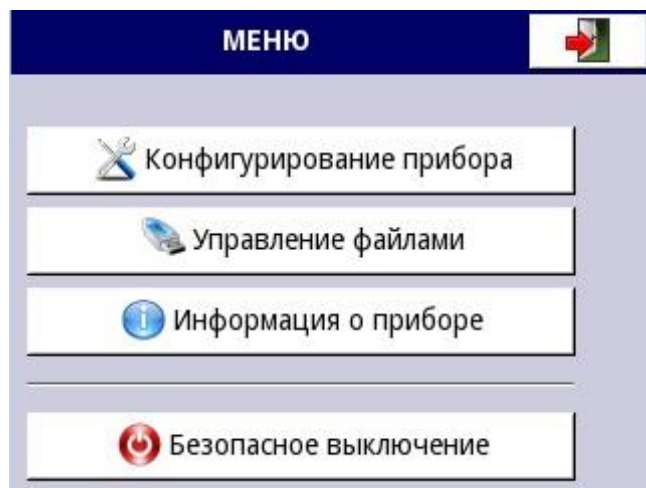 МЕНЮ
Конфигурирование прибора
Управление файлами
Информация о приборе
Безопасное выключение